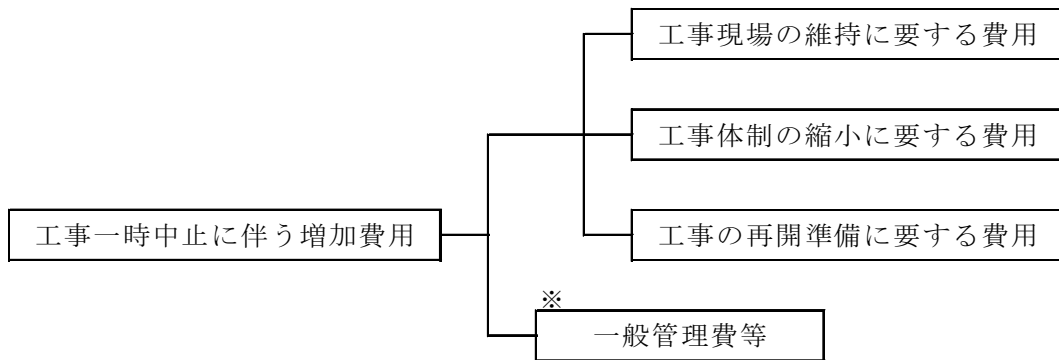 工事現場の維持に要する費用
工事体制の縮小に要する費用
工事一時中止に伴う増加費用
工事の再開準備に要する費用
※
一般管理費等